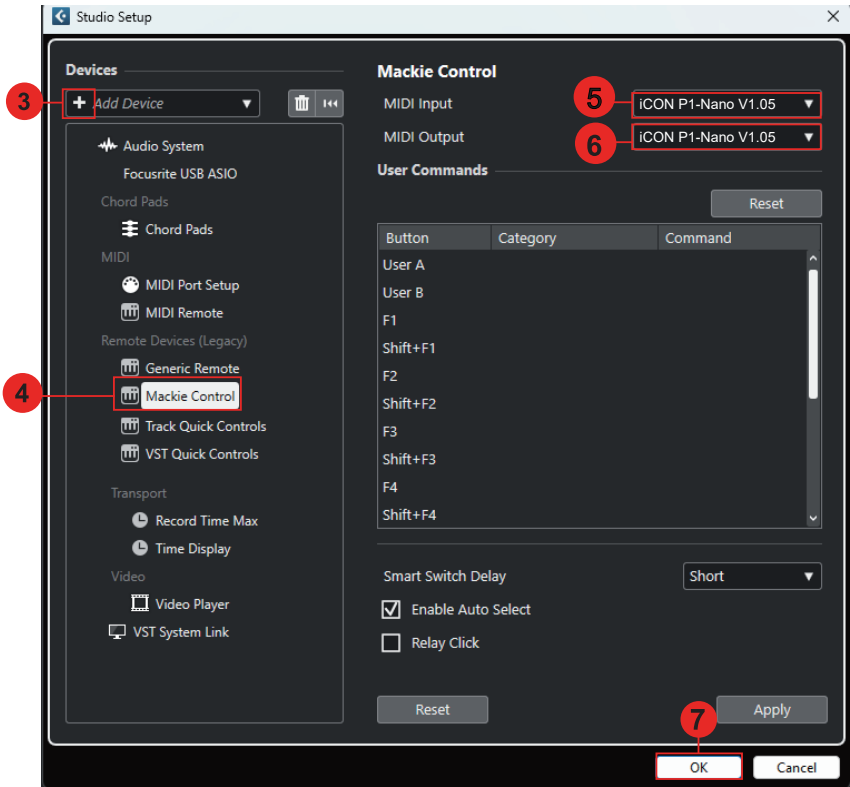 Studio Setup
Devices
3
+ Add Device
Audio System
Focusrite USB ASIO
Chord Pads
Chord Pads
MIDI
MIDI Port Setup
MIDI Remote
Remote Devices (Legacy)
Generic Remote
4
Mackie Control
Track Quick Controls
VST Quick Controls
Transport
Record Time Max
Time Display
Video
Video Player
VST System Link
Mackie Control
MIDI Input
5
iCON P1-Nano V1.05
MIDI Output
6
iCON P1-Nano V1.05
User Commands
Reset
Button Category Command
User A
User B
F1
Shift+F1
F2
Shift+F2
F3
Shift+F3
F4
Shift+F4
Smart Switch Delay Short
Enable Auto Select
Relay Click
Reset
Apply
7
OK
Cancel